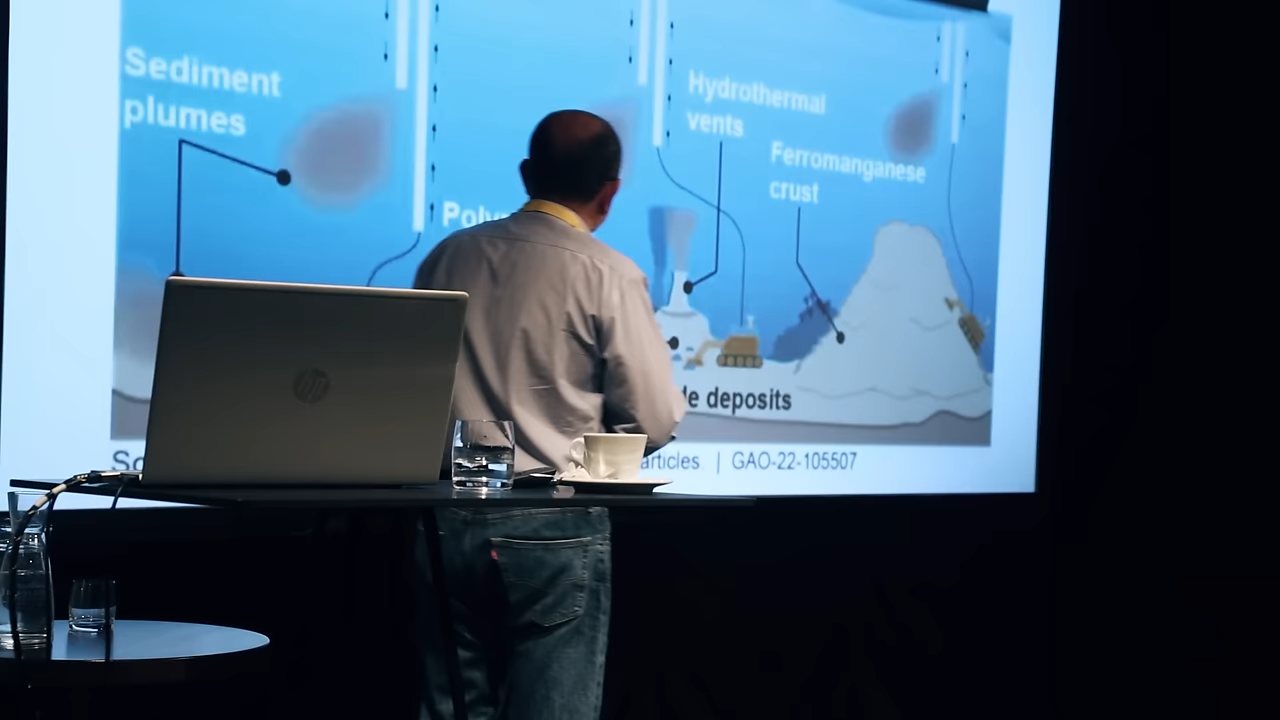 Sediment
plumes
Hydrothermal
vents
Ferromanganese
crust
deposits
articles | GAO-22-105507
hp